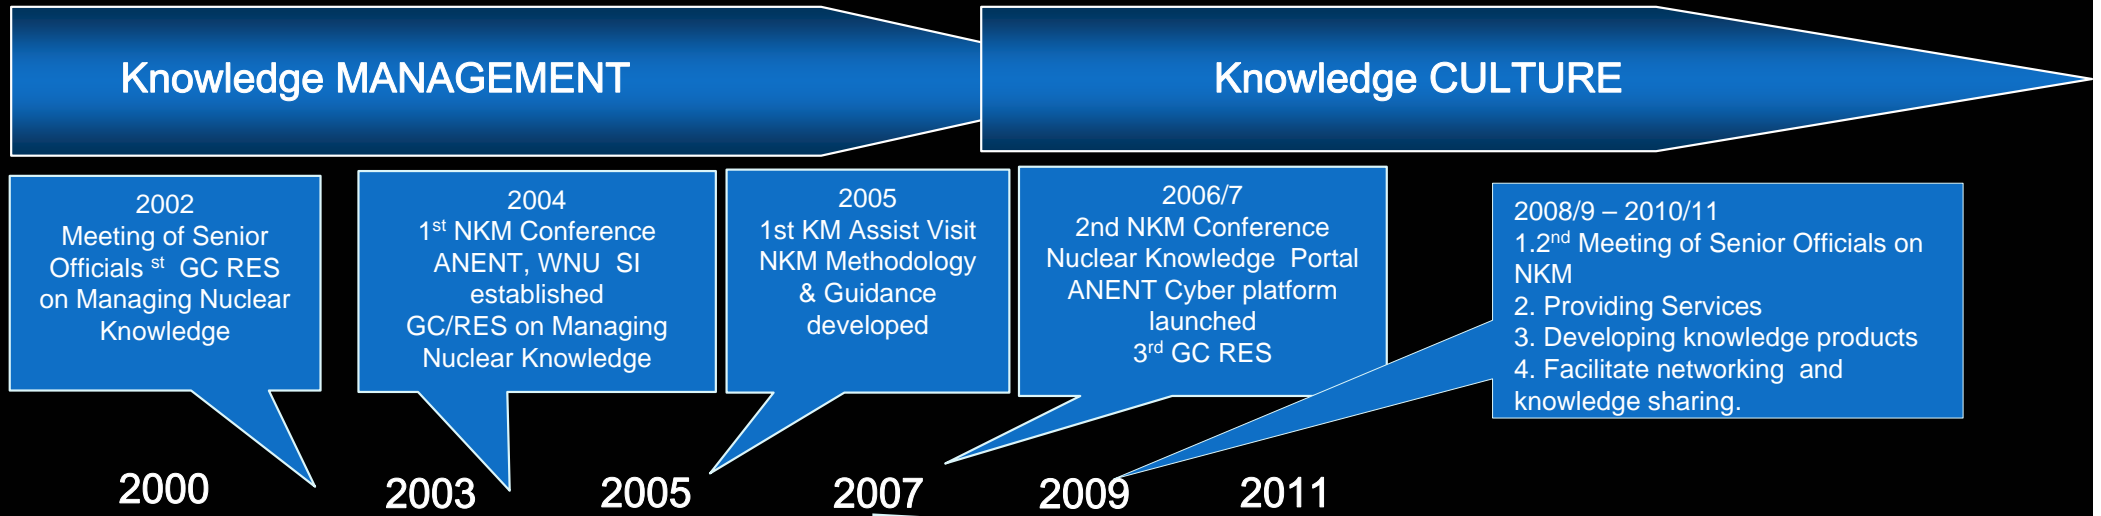 Knowledge MANAGEMENT
Knowledge CULTURE
2002
Meeting of Senior
Officials st GC RES
on Managing Nuclear
Knowledge
2004
1st NKM Conference
ANENT, WNU SI
established
GC/RES on Managing
Nuclear Knowledge
2005
1st KM Assist Visit
NKM Methodology
& Guidance
developed
2006/7
2nd NKM Conference
Nuclear Knowledge Portal
ANENT Cyber platform
launched
3rd GC RES
2008/9 – 2010/11
1.2nd Meeting of Senior Officials on
NKM
2. Providing Services
3. Developing knowledge products
4. Facilitate networking and
knowledge sharing.
2000
2003
2005
2007
2009
2011